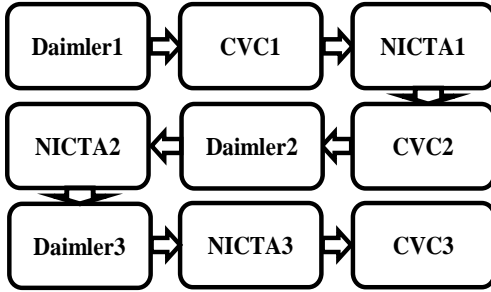 Daimler1 CVC1 NICTA1
NICTA2 Daimler2 CVC2
Daimler3 NICTA3 CVC3